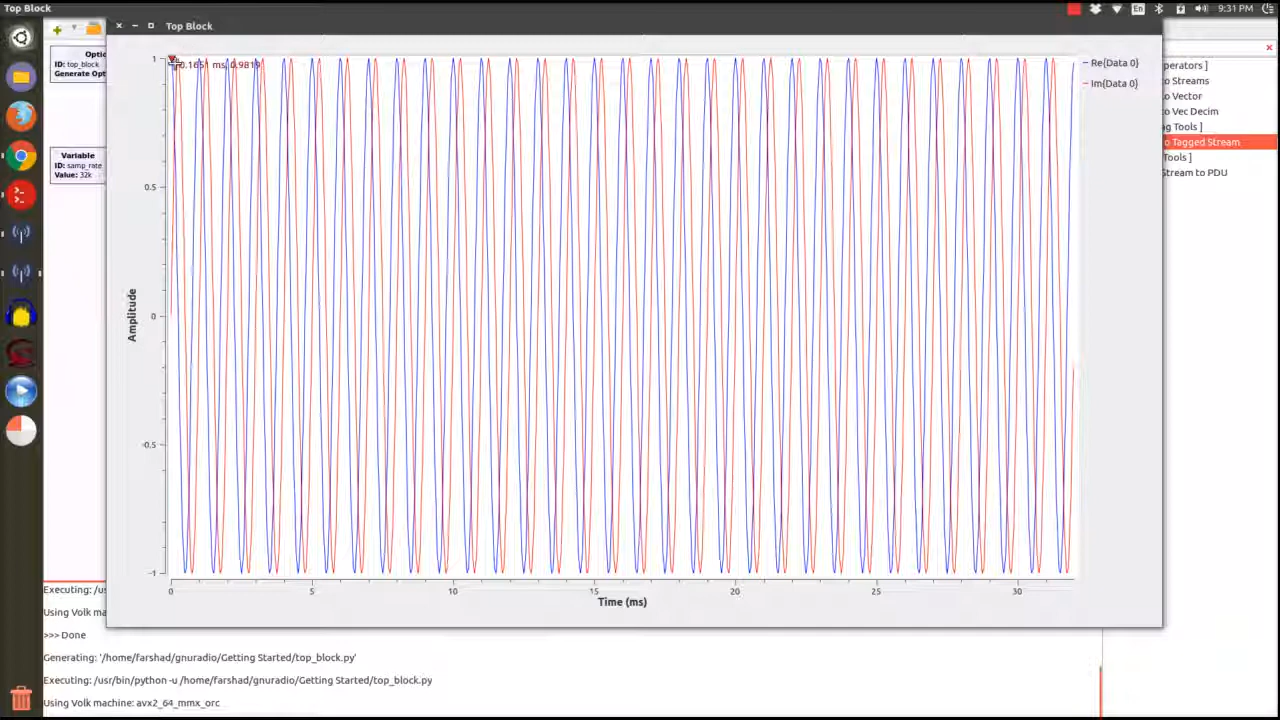 Top Block
En
9:31 PM
Top Block
ID: top_block
Generate Opt
Variable
ID: samp_rate
Value: 32k
Re{Data 0}
Im{Data 0}
1
0.5
0
-0.5
-1
Amplitude
0
5
10
15
20
25
30
Time (ms)
perators ]
o Streams
o Vector
o Vec Decim
ag Tools ]
o Tagged Stream
Tools ]
Stream to PDU
Executing: /us
Using Volk ma
>>> Done
Generating: '/home/farshad/gnuradio/Getting Started/top_block.py'
Executing: /usr/bin/python -u /home/farshad/gnuradio/Getting Started/top_block.py
Using Volk machine: avx2_64_mmx_orc